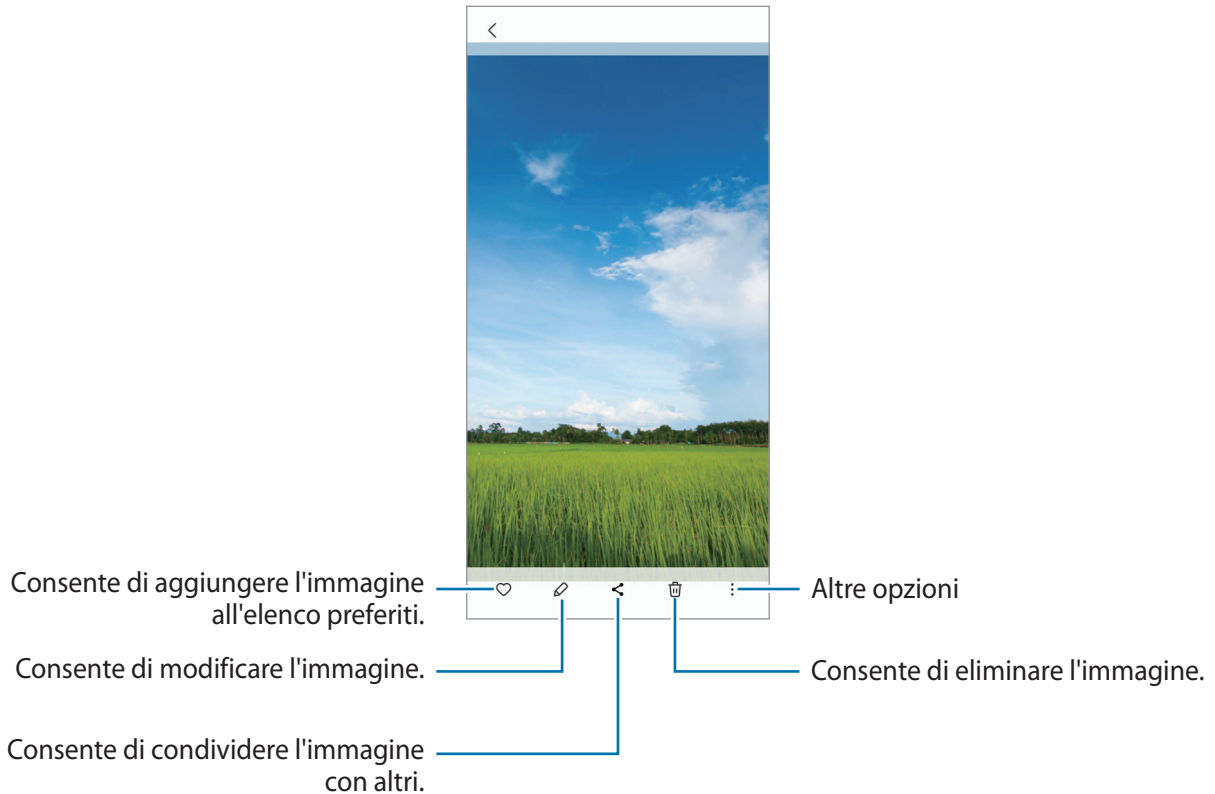 Consente di aggiungere l'immagine
all'elenco preferiti.
Altre opzioni
Consente di modificare l'immagine.
Consente di eliminare l'immagine.
Consente di condividere l'immagine
con altri.